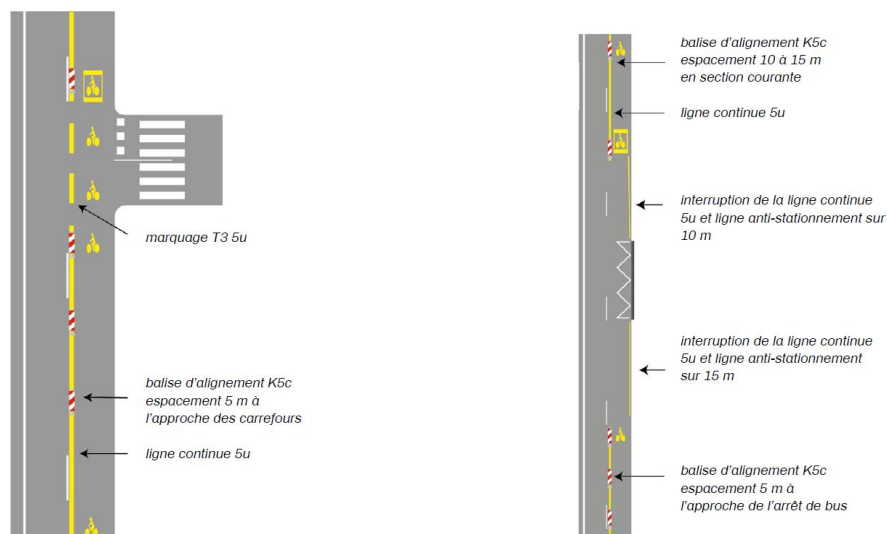 marquage T3 5u
balise d'alignement K5c
espacement 5 m à
l'approche des carrefours
ligne continue 5u
balise d'alignement K5c
espacement 10 à 15 m
en section courante
ligne continue 5u
interruption de la ligne continue
5u et ligne anti-stationnement sur
10 m
interruption de la ligne continue
5u et ligne anti-stationnement
sur 15 m
balise d'alignement K5c
espacement 5 m à
l'approche de l'arrêt de bus